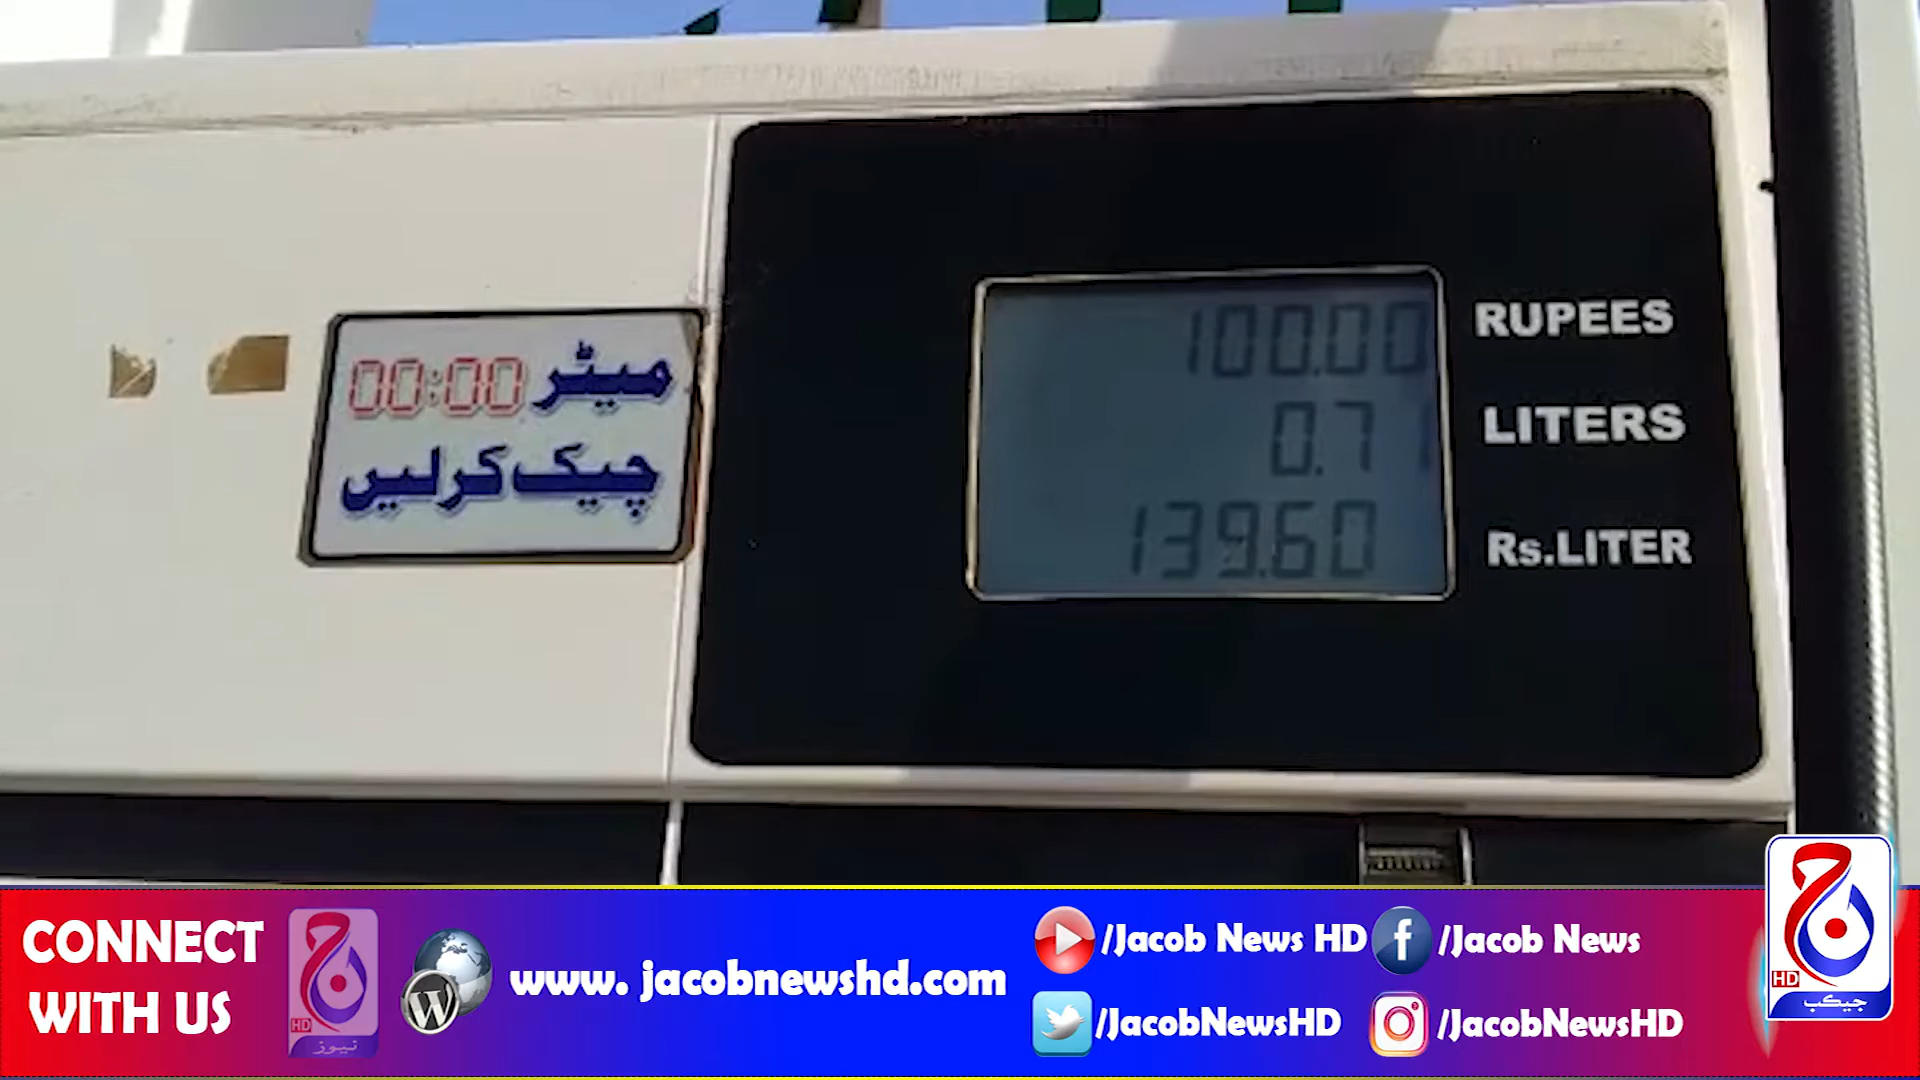 میٹر 00:00
چیک کرلیں
100.00 RUPEES
0.71 LITERS
139.60 Rs.LITER
CONNECT
WITH US
HD
نیوز
www. jacobnewshd.com
/Jacob News HD
/Jacob News
/JacobNewsHD
/JacobNewsHD
HD
جیکب